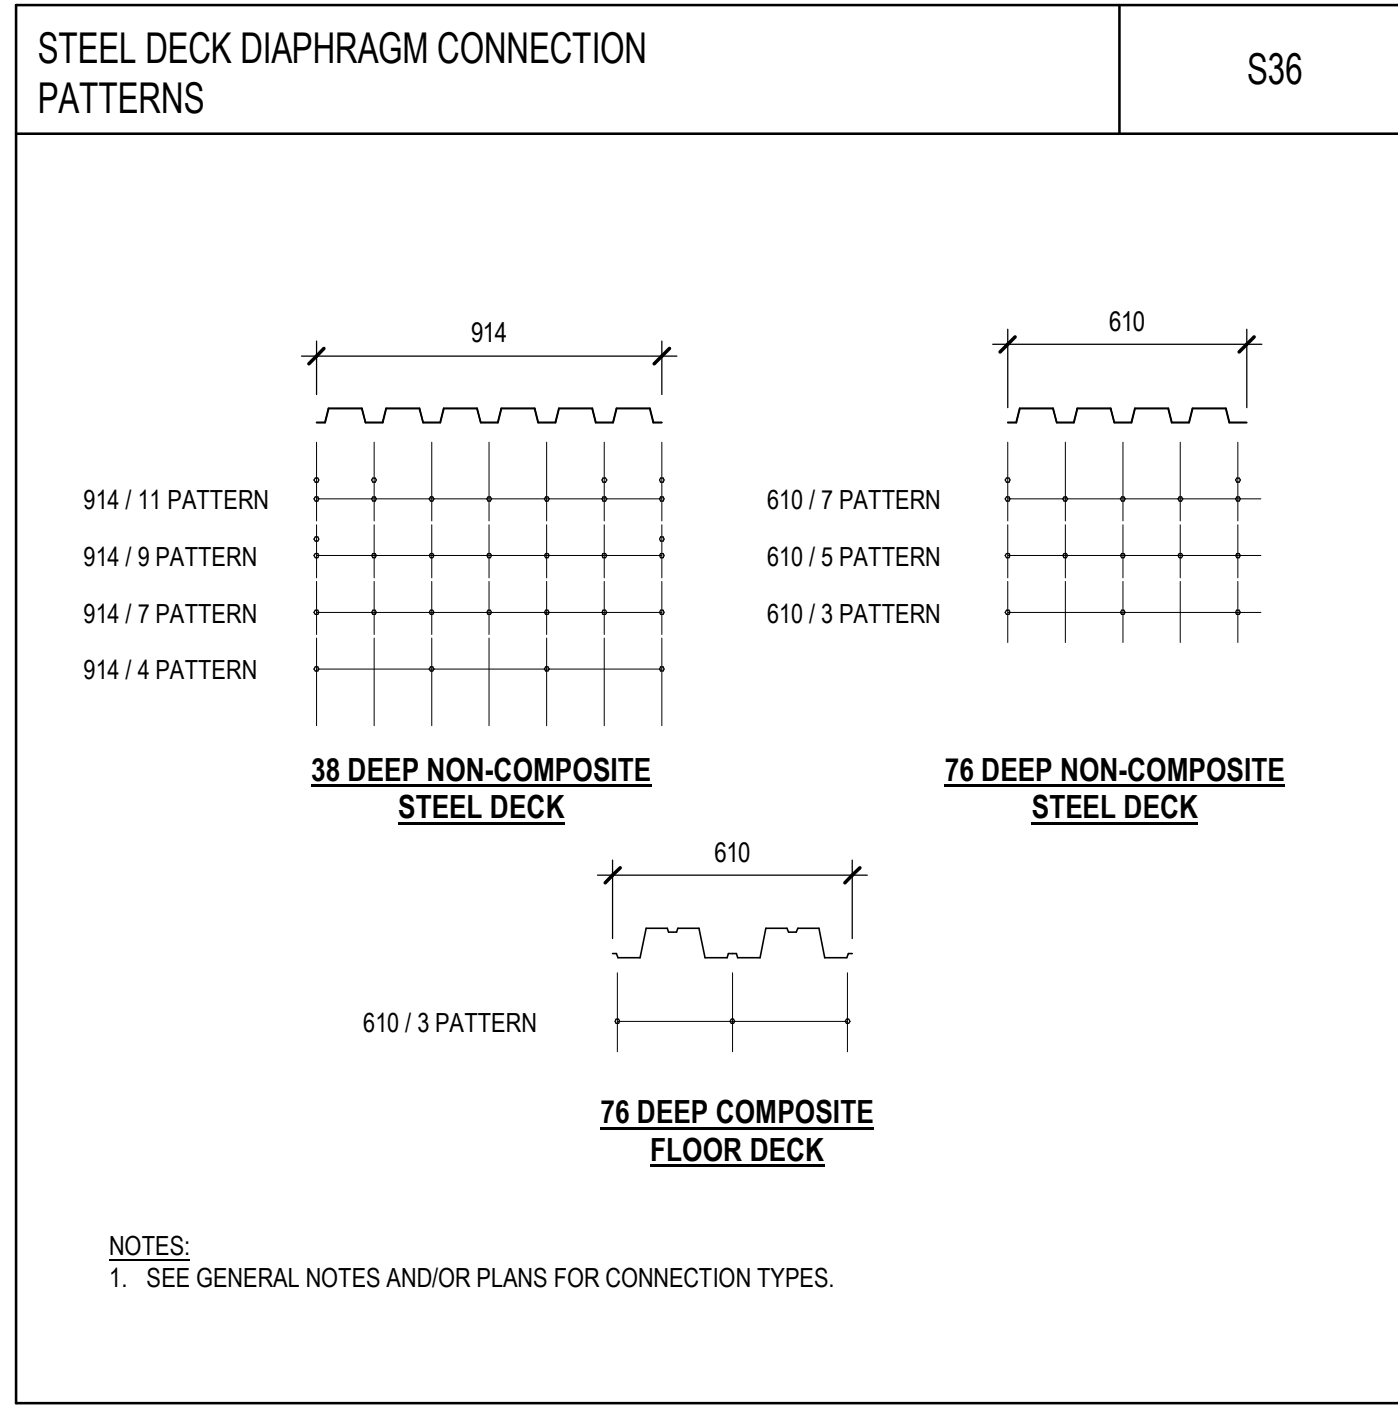 STEEL DECK DIAPHRAGM CONNECTION
PATTERNS
S36
914
914 / 11 PATTERN
914 / 9 PATTERN
914 / 7 PATTERN
914 / 4 PATTERN
38 DEEP NON-COMPOSITE
STEEL DECK
610
610 / 7 PATTERN
610 / 5 PATTERN
610 / 3 PATTERN
76 DEEP NON-COMPOSITE
STEEL DECK
610
610 / 3 PATTERN
76 DEEP COMPOSITE
FLOOR DECK
NOTES:
1. SEE GENERAL NOTES AND/OR PLANS FOR CONNECTION TYPES.